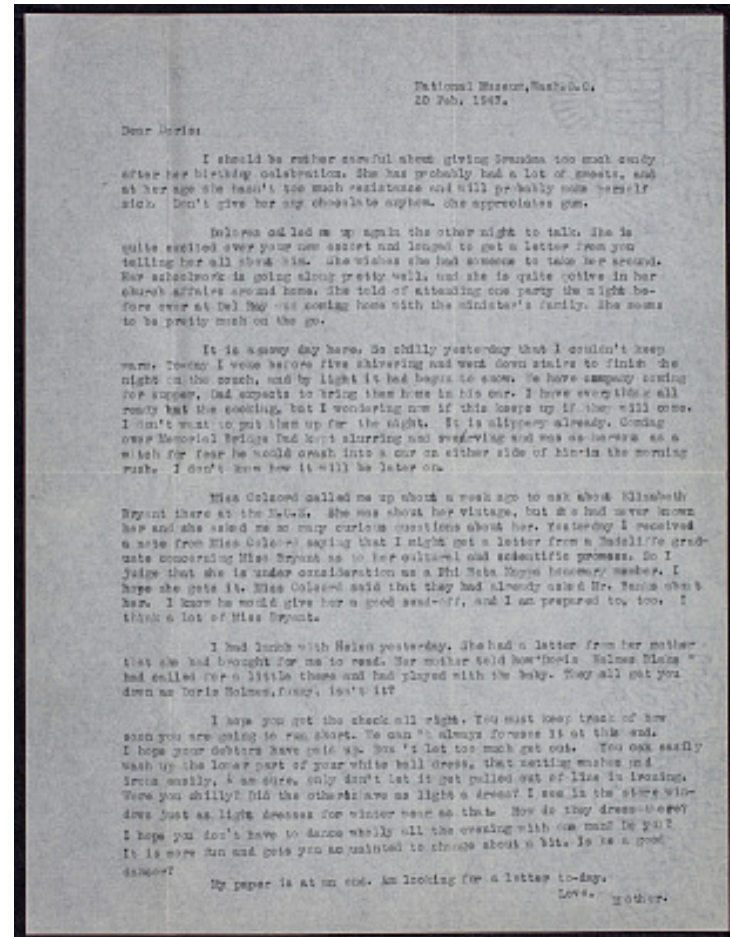 National Museum, Wash.D.C.
20 Feb. 1947.
Dear Doris:
I should be rather careful about giving Grandma too much candy
after her birthday celebration. She has probably had a lot of sweets, and
at her age she hasn't too much resistance and will probably make herself
sick. Don't give her any chocolate anyhow. She appreciates gum.
Dolores called me up again the other night to talk. She is
quite excited over your new escort and longed to get a letter from you
telling her all about him. She wishes she had someone to take her around.
Her schoolwork is going along pretty well, and she is quite active in her
church affairs around home. She told of attending one party the night be-
fore over at Del Ray and coming home with the minister's family. She seems
to be pretty much on the go.
It is a snowy day here. So chilly yesterday that I couldn't keep
warm. Today I woke before five shivering and went down stairs to finish the
night on the couch, and by light it had begun to snow. We have company coming
for supper, Dad expects to bring them home in his car. I have everything all
ready but the cooking, but I wondering now if this keeps up if they will come.
I don't want to put them up for the night. It is slippery already. Coming
over Memorial Bridge Dad kept slurring and swerving and was as nervous as a
witch for fear he would crash into a car on either side of him in the morning
rush. I don't know how it will be later on.
Miss Colcord called me up about a week ago to ask about Elizabeth
Bryant there at the M.C.Z. She was about her vintage, but she had never known
her and she asked me so many curious questions about her. Yesterday I received
a note from Miss Colcord saying that I might get a letter from a Radcliffe grad-
uate concerning Miss Bryant as to her cultural and scientific prowess. So I
judge that she is under consideration as a Phi Beta Kappa honorary member. I
hope she gets it. Miss Colcord said that they had already asked Mr. Banks about
her. I know he would give her a good send-off, and I am prepared to, too. I
think a lot of Miss Bryant.
I had lunch with Helen yesterday. She had a letter from her mother
that she had brought for me to read. Her mother told how "Doris Holmes Blake "
had called for a little there and had played with the baby. They all get you
down as Doris Holmes, funny, isn't it?
I hope you got the check all right. You must keep track of how
soon you are going to run short. We can't always foresee it at this end.
I hope your debtors have paid up. Don't let too much get out. You can easily
wash up the lower part of your white ball dress, that netting washes and
irons easily, I am sure, only don't let it get pulled out of line in ironing.
Were you chilly? Did the others have as light a dress? I see in the store win-
dows just as light dresses for winter wear as that. How do they dress there?
I hope you don't have to dance wholly all the evening with one man? Do you?
It is more fun and gets you acquainted to change about a bit. Is he a good
dancer?
My paper is at an end. Am looking for a letter to-day.
Love.
Mother.